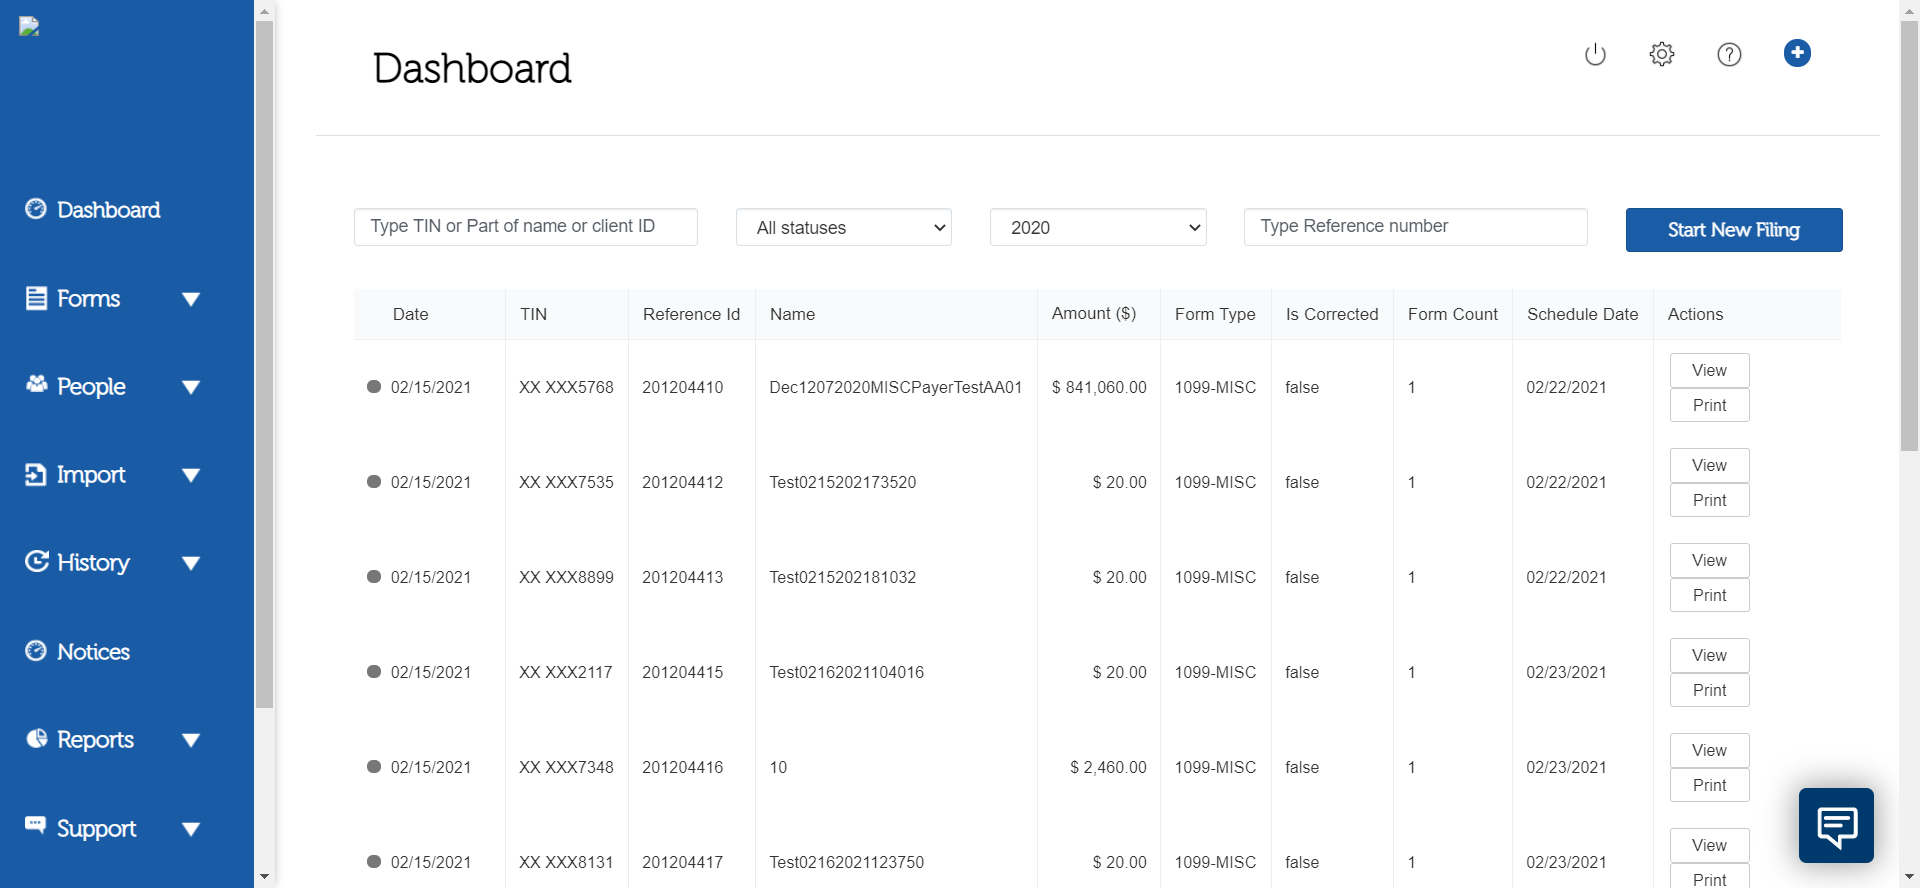 Dashboard
Dashboard
Forms
People
Import
History
Notices
Reports
Support
Type TIN or Part of name or client ID
All statuses
2020
Type Reference number
Start New Filing
Date TIN Reference Id Name Amount ($) Form Type Is Corrected Form Count Schedule Date Actions
02/15/2021 XX XXX5768 201204410 Dec12072020MISCPayerTestAA01 $ 841,060.00 1099-MISC false 1 02/22/2021 View
Print
02/15/2021 XX XXX7535 201204412 Test0215202173520 $ 20.00 1099-MISC false 1 02/22/2021 View
Print
02/15/2021 XX XXX8899 201204413 Test0215202181032 $ 20.00 1099-MISC false 1 02/22/2021 View
Print
02/15/2021 XX XXX2117 201204415 Test02162021104016 $ 20.00 1099-MISC false 1 02/23/2021 View
Print
02/15/2021 XX XXX7348 201204416 10 $ 2,460.00 1099-MISC false 1 02/23/2021 View
Print
02/15/2021 XX XXX8131 201204417 Test02162021123750 $ 20.00 1099-MISC false 1 02/23/2021 View
Print